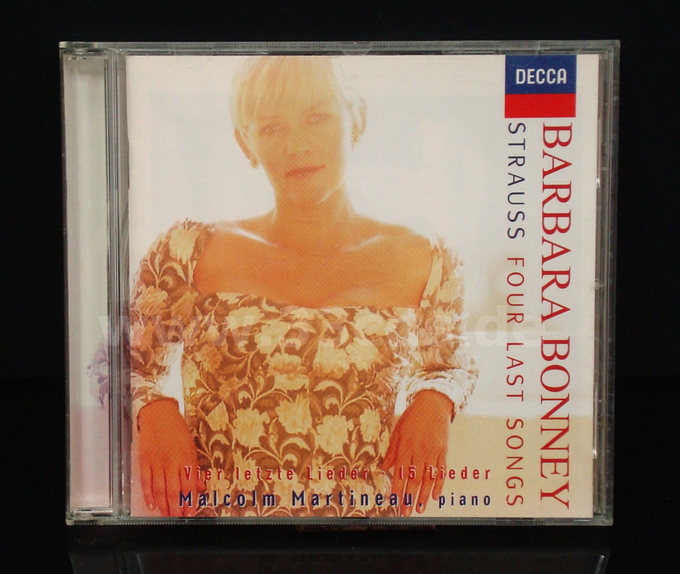 DECCA
BARBARA BONNEY
STRAUSS FOUR LAST SONGS
Vier letzte Lieder - 15 Lieder
Malcolm Martineau, piano